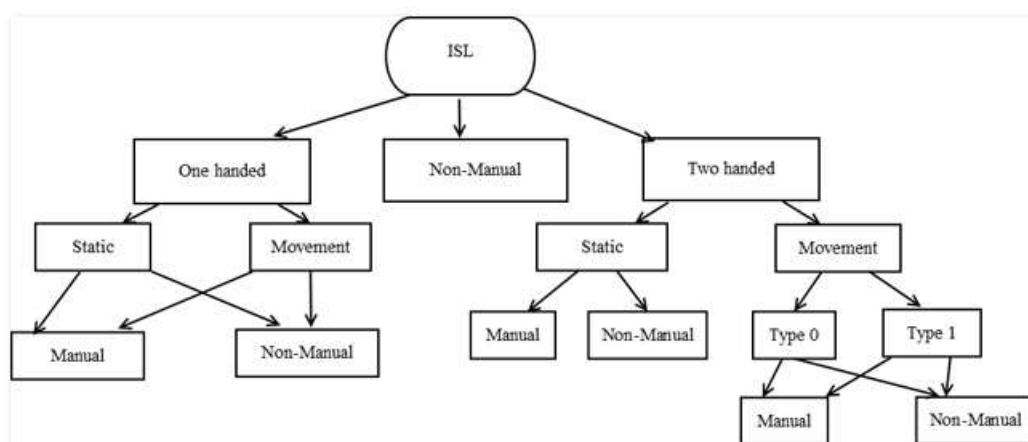 ISL
One handed
Non-Manual
Two handed
Static
Movement
Static
Movement
Manual
Non-Manual
Manual
Non-Manual
Type 0
Type 1
Manual
Non-Manual